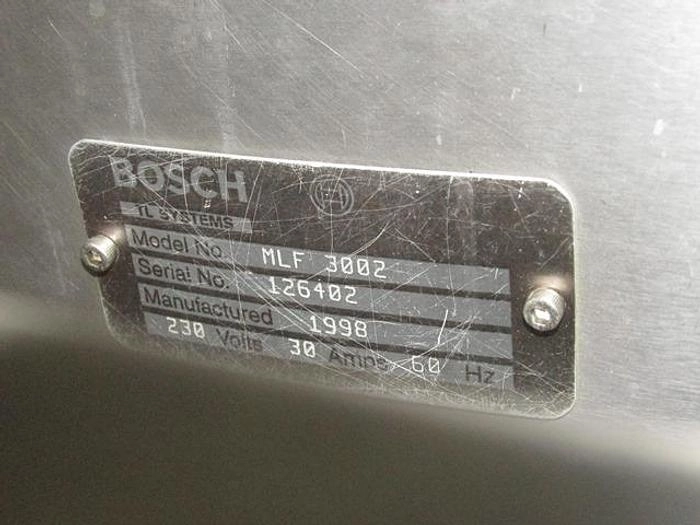 BOSCH
TL SYSTEMS
Model No. MLF 3002
Serial No. 126402
Manufactured 1998
230 Volts 30 Amps 60 Hz